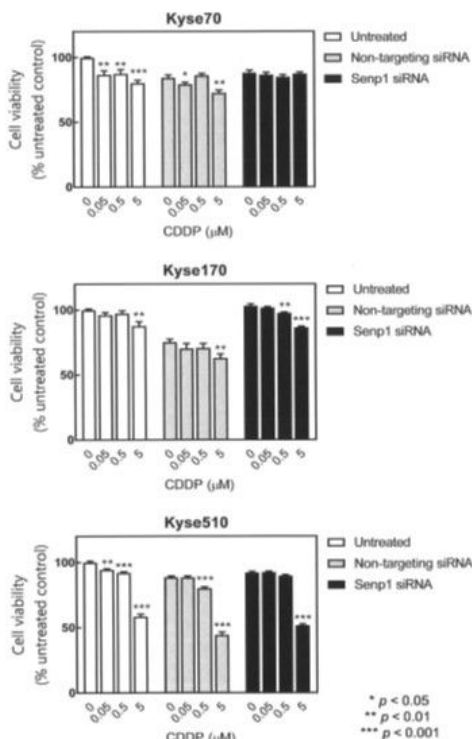 Kyse70
Untreated
Non-targeting siRNA
Senp1 siRNA
Cell viability
(% untreated control)
100
50
0
** ** *** * **
0 0.05 0.5 5 0 0.05 0.5 5 0 0.05 0.5 5
CDDP (μM)
Kyse170
Untreated
Non-targeting siRNA
Senp1 siRNA
Cell viability
(% untreated control)
100
50
0
** ** ** ***
0 0.05 0.5 5 0 0.05 0.5 5 0 0.05 0.5 5
CDDP (μM)
Kyse510
Untreated
Non-targeting siRNA
Senp1 siRNA
Cell viability
(% untreated control)
100
50
0
** *** *** *** *** ***
0 0.05 0.5 5 0 0.05 0.5 5 0 0.05 0.5 5
CDDP (μM)
* p < 0.05
** p < 0.01
*** p < 0.001